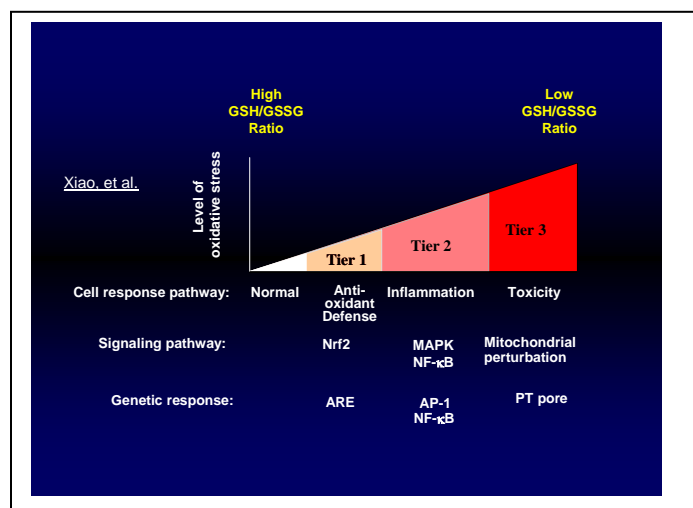 High
GSH/GSSG
Ratio
Low
GSH/GSSG
Ratio
Xiao, et al.
Level of
oxidative stress
Tier 1
Tier 2
Tier 3
Cell response pathway:
Normal
Anti-
oxidant
Defense
Inflammation
Toxicity
Signaling pathway:
Nrf2
MAPK
NF-κB
Mitochondrial
perturbation
Genetic response:
ARE
AP-1
NF-κB
PT pore